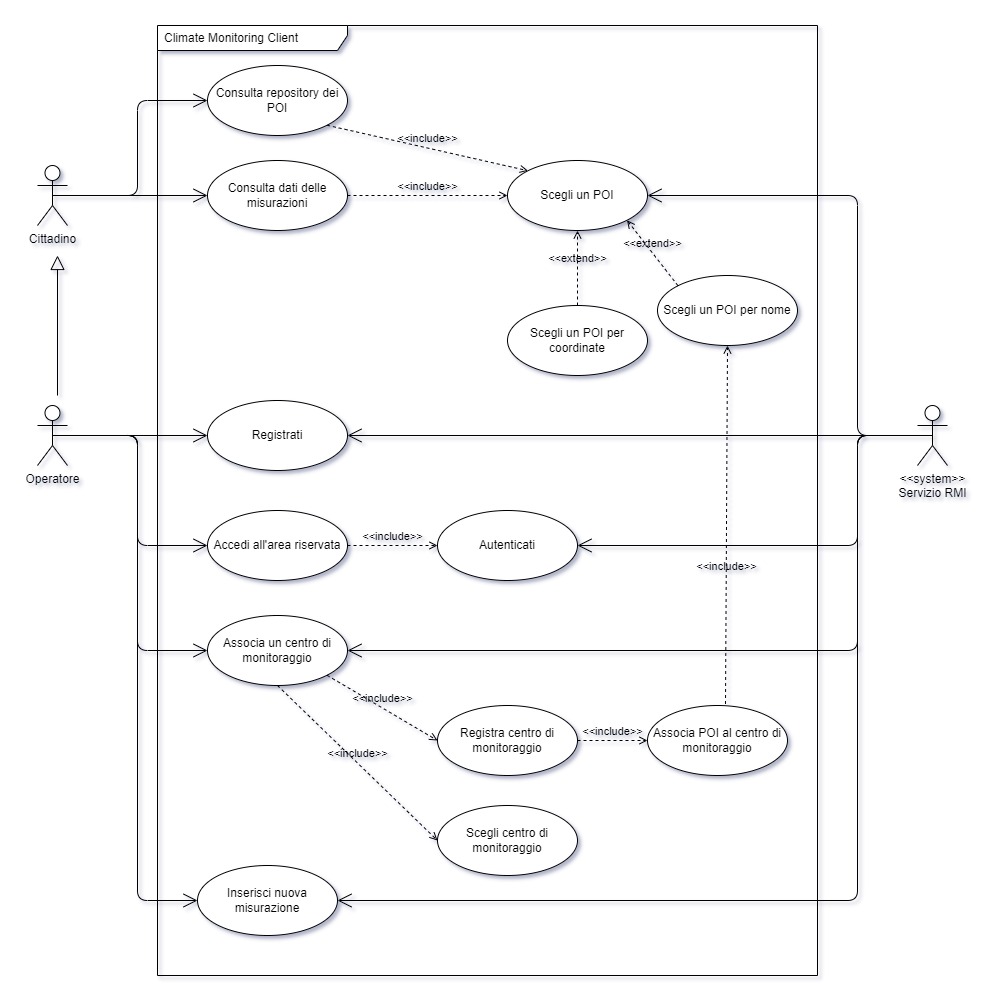 Climate Monitoring Client
Consulta repository dei
POI
<<include>>
Consulta dati delle
misurazioni
<<include>>
Scegli un POI
Cittadino
<<extend>>
<<extend>>
Scegli un POI per nome
Scegli un POI per
coordinate
Registrati
Operatore
<<system>>
Servizio RMI
Accedi all'area riservata
<<include>>
Autenticati
<<include>>
Associa un centro di
monitoraggio
<<include>>
Registra centro di
monitoraggio
<<include>>
Associa POI al centro di
monitoraggio
<<include>>
Scegli centro di
monitoraggio
Inserisci nuova
misurazione